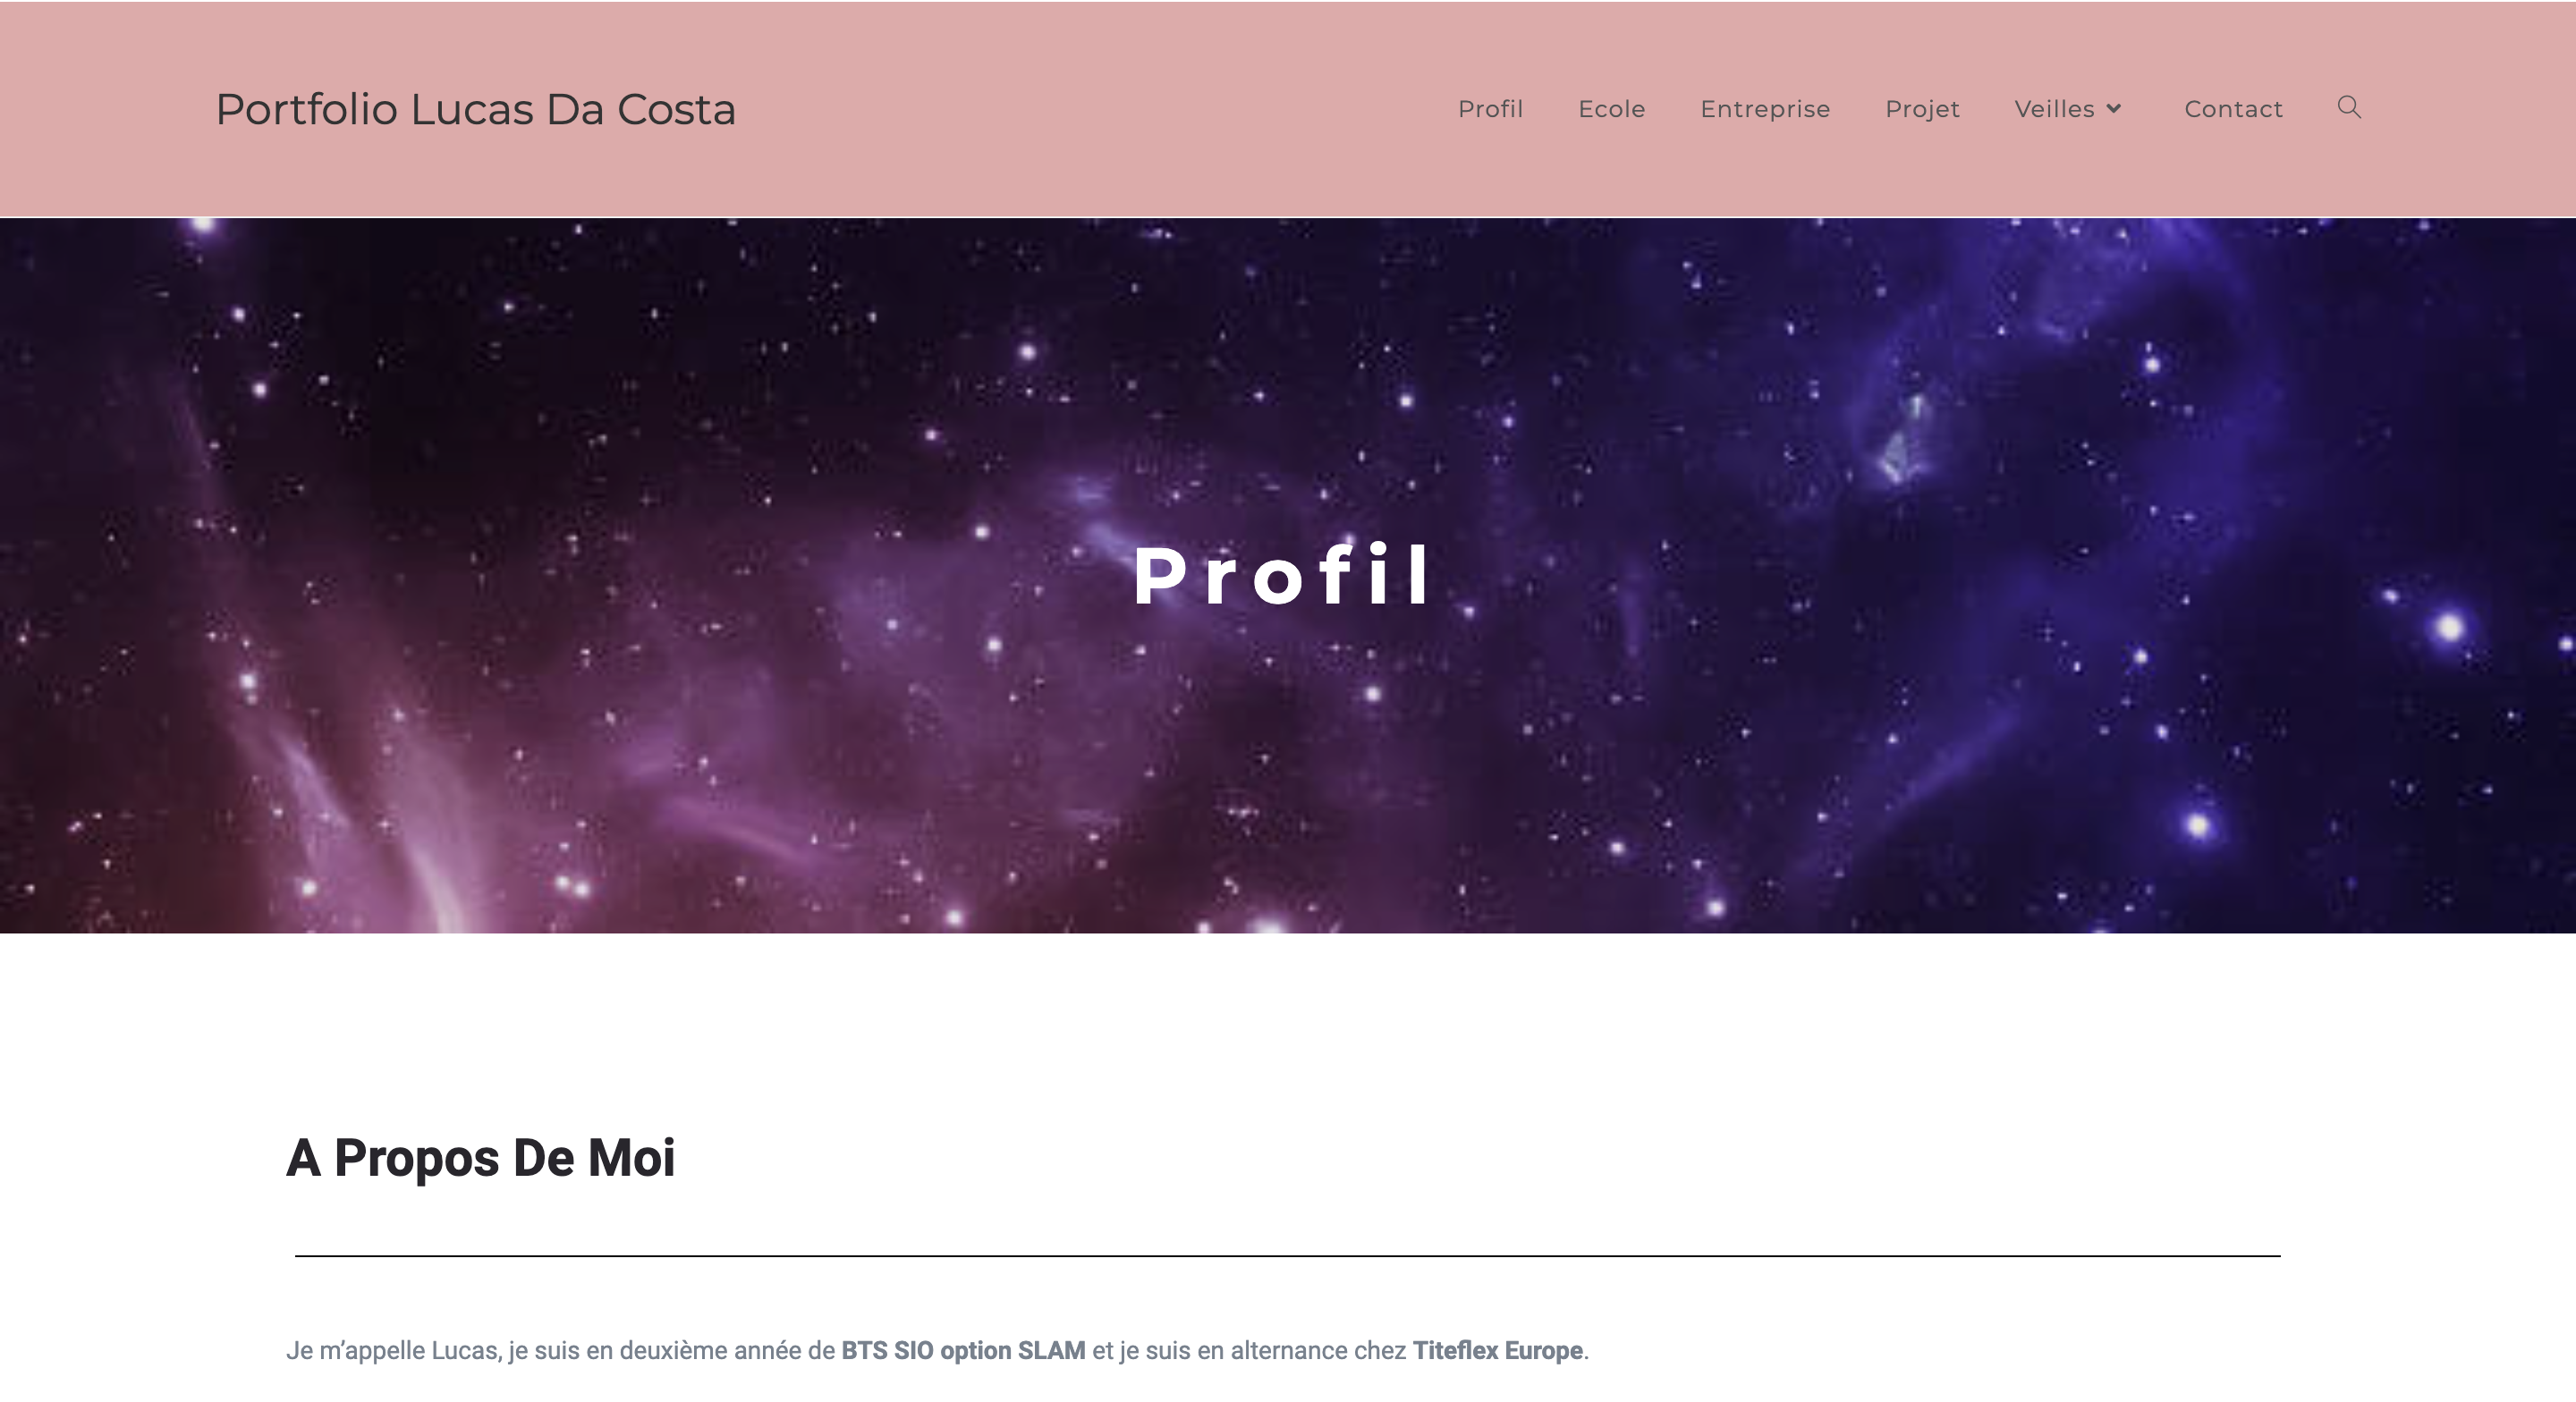 Portfolio Lucas Da Costa
Profil Ecole Entreprise Projet Veilles Contact
Profil
A Propos De Moi
Je m’appelle Lucas, je suis en deuxième année de BTS SIO option SLAM et je suis en alternance chez Titeflex Europe.